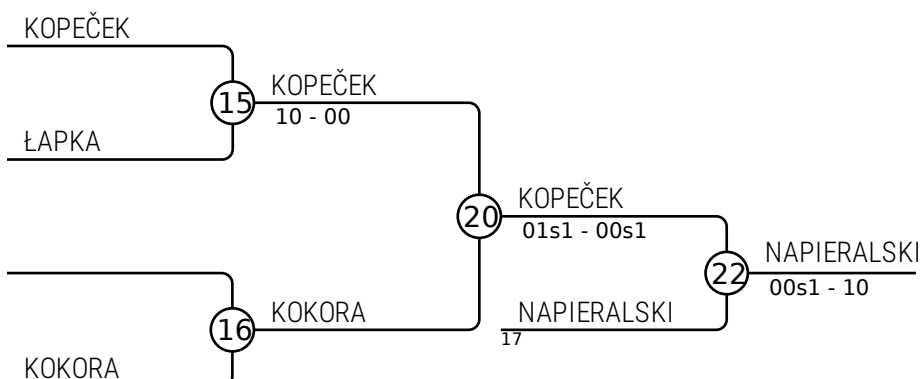 KOPEČEK
15
KOPEČEK
10 - 00
ŁAPKA
20
KOPEČEK
01s1 - 00s1
22
NAPIERALSKI
00s1 - 10
16
KOKORA
NAPIERALSKI
17
KOKORA